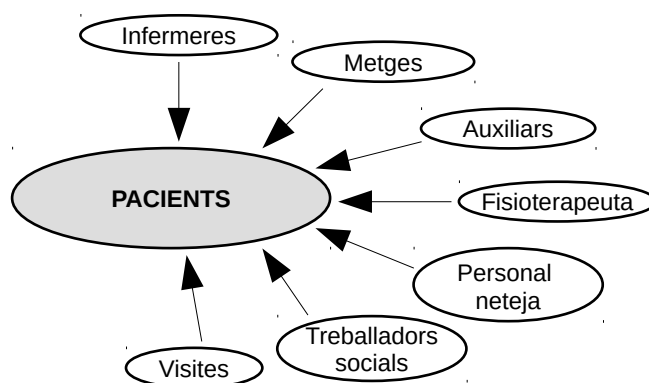 Infermeres
Metges
Auxiliars
PACIENTS
Fisioterapeuta
Personal
neteja
Treballadors
socials
Visites